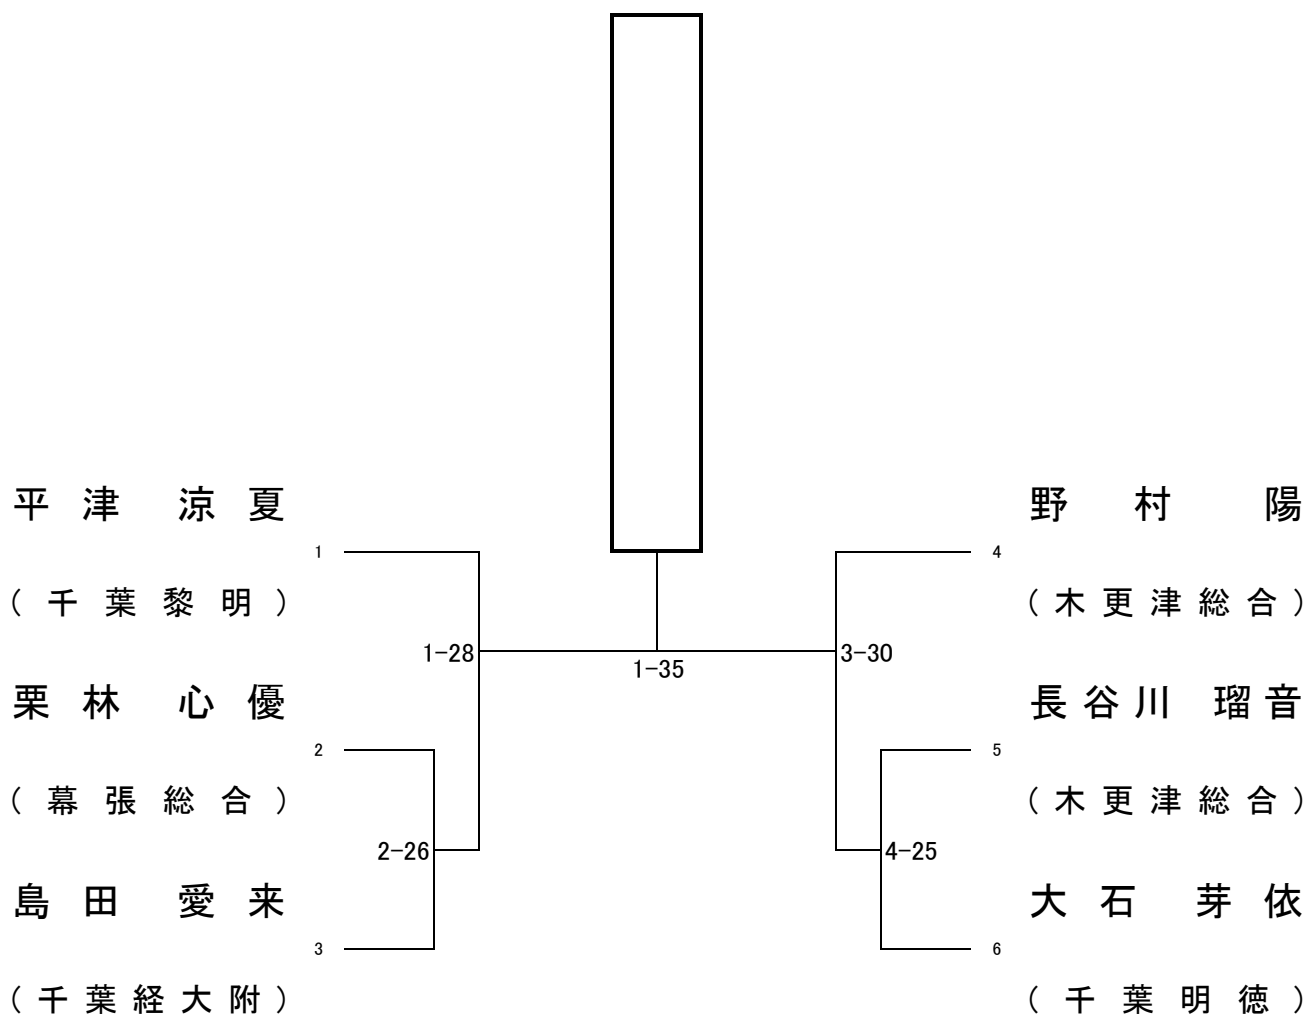 平津 涼夏
1
（千葉黎明）
1-28
栗林 心優
2
（幕張総合）
2-26
島田 愛来
3
（千葉経大附）
1-35
野村 陽
4
（木更津総合）
3-30
長谷川 瑠音
5
（木更津総合）
4-25
大石 芽依
6
（千葉明徳）